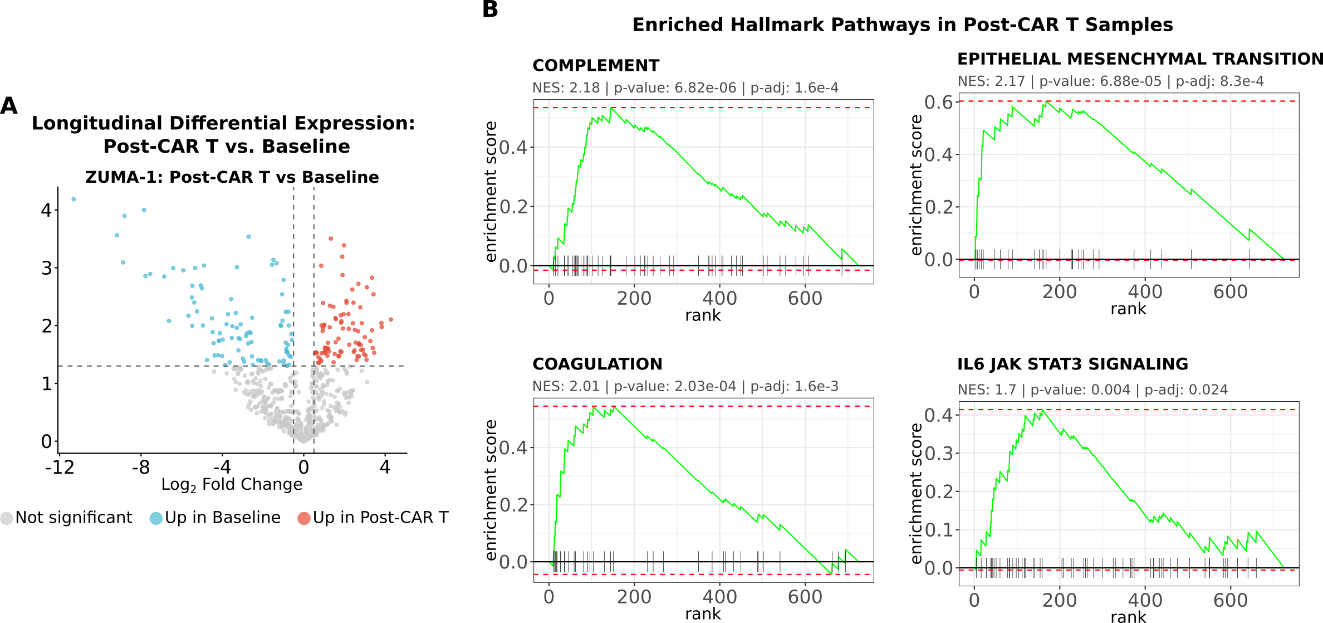 A
Longitudinal Differential Expression:
Post-CAR T vs. Baseline
ZUMA-1: Post-CAR T vs Baseline
4
3
2
1
0
-12 -8 -4 0 4
Log2 Fold Change
Not significant Up in Baseline Up in Post-CAR T
B
Enriched Hallmark Pathways in Post-CAR T Samples
COMPLEMENT
NES: 2.18 | p-value: 6.82e-06 | p-adj: 1.6e-4
enrichment score
0.4
0.2
0.0
0 200 400 600
rank
EPITHELIAL MESENCHYMAL TRANSITION
NES: 2.17 | p-value: 6.88e-05 | p-adj: 8.3e-4
enrichment score
0.6
0.4
0.2
0.0
0 200 400 600
rank
COAGULATION
NES: 2.01 | p-value: 2.03e-04 | p-adj: 1.6e-3
enrichment score
0.4
0.2
0.0
0 200 400 600
rank
IL6 JAK STAT3 SIGNALING
NES: 1.7 | p-value: 0.004 | p-adj: 0.024
enrichment score
0.4
0.3
0.2
0.1
0.0
0 200 400 600
rank